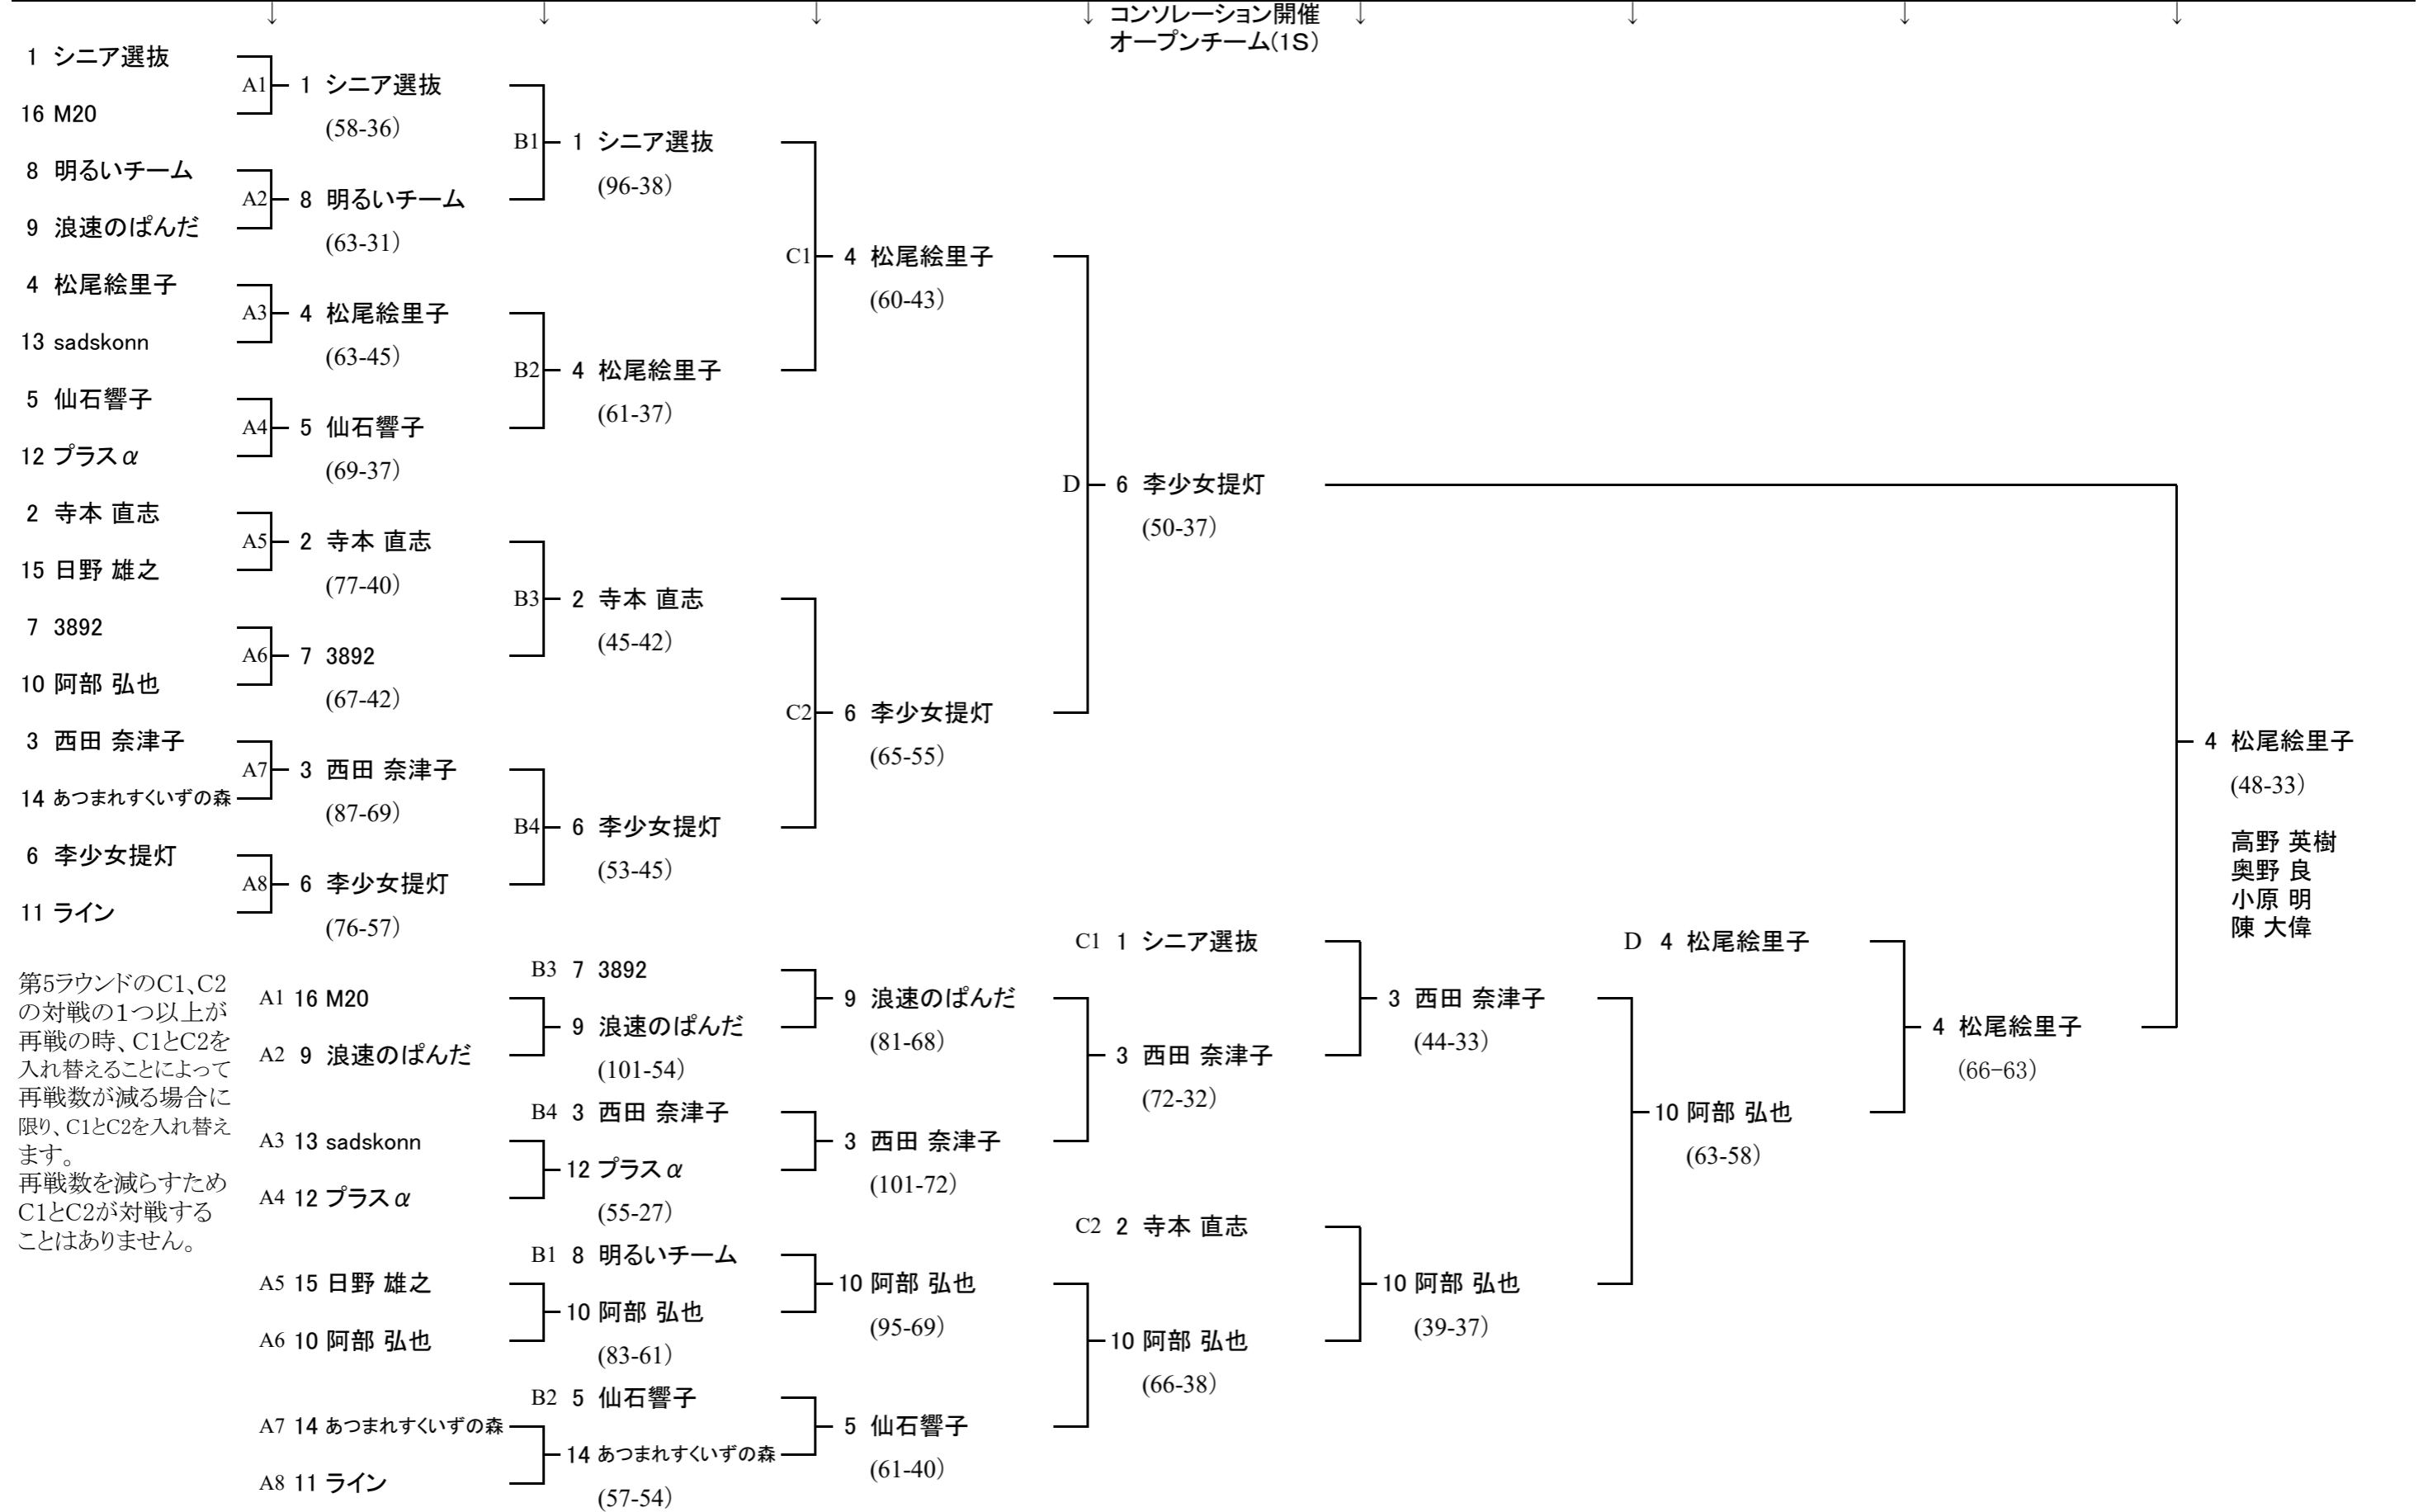 コンソレーション開催
オープンチーム(1S)
1 シニア選抜
16 M20
8 明るいチーム
9 浪速のぱんだ
4 松尾絵里子
13 sadskonn
5 仙石響子
12 プラスα
2 寺本 直志
15 日野 雄之
7 3892
10 阿部 弘也
3 西田 奈津子
14 あつまれすくいずの森
6 李少女提灯
11 ライン
A1 1 シニア選抜
(58-36)
A2 8 明るいチーム
(63-31)
A3 4 松尾絵里子
(63-45)
A4 5 仙石響子
(69-37)
A5 2 寺本 直志
(77-40)
A6 7 3892
(67-42)
A7 3 西田 奈津子
(87-69)
A8 6 李少女提灯
(76-57)
B1 1 シニア選抜
(96-38)
B2 4 松尾絵里子
(61-37)
B3 2 寺本 直志
(45-42)
B4 6 李少女提灯
(53-45)
C1 4 松尾絵里子
(60-43)
C2 6 李少女提灯
(65-55)
D 6 李少女提灯
(50-37)
4 松尾絵里子
(48-33)
高野 英樹
奥野 良
小原 明
陳 大偉
第5ラウンドのC1、C2
の対戦の1つ以上が
再戦の時、C1とC2を
入れ替えることによって
再戦数が減る場合に
限り、C1とC2を入れ替え
ます。
再戦数を減らすため
C1とC2が対戦する
ことはありません。
A1 16 M20
A2 9 浪速のぱんだ
A3 13 sadskonn
A4 12 プラスα
A5 15 日野 雄之
A6 10 阿部 弘也
A7 14 あつまれすくいずの森
A8 11 ライン
B3 7 3892
9 浪速のぱんだ
(101-54)
B4 3 西田 奈津子
12 プラスα
(55-27)
B1 8 明るいチーム
10 阿部 弘也
(83-61)
B2 5 仙石響子
14 あつまれすくいずの森
(57-54)
9 浪速のぱんだ
(81-68)
3 西田 奈津子
(101-72)
10 阿部 弘也
(95-69)
5 仙石響子
(61-40)
C1 1 シニア選抜
3 西田 奈津子
(72-32)
C2 2 寺本 直志
10 阿部 弘也
(66-38)
3 西田 奈津子
(44-33)
10 阿部 弘也
(39-37)
D 4 松尾絵里子
10 阿部 弘也
(63-58)
4 松尾絵里子
(66-63)